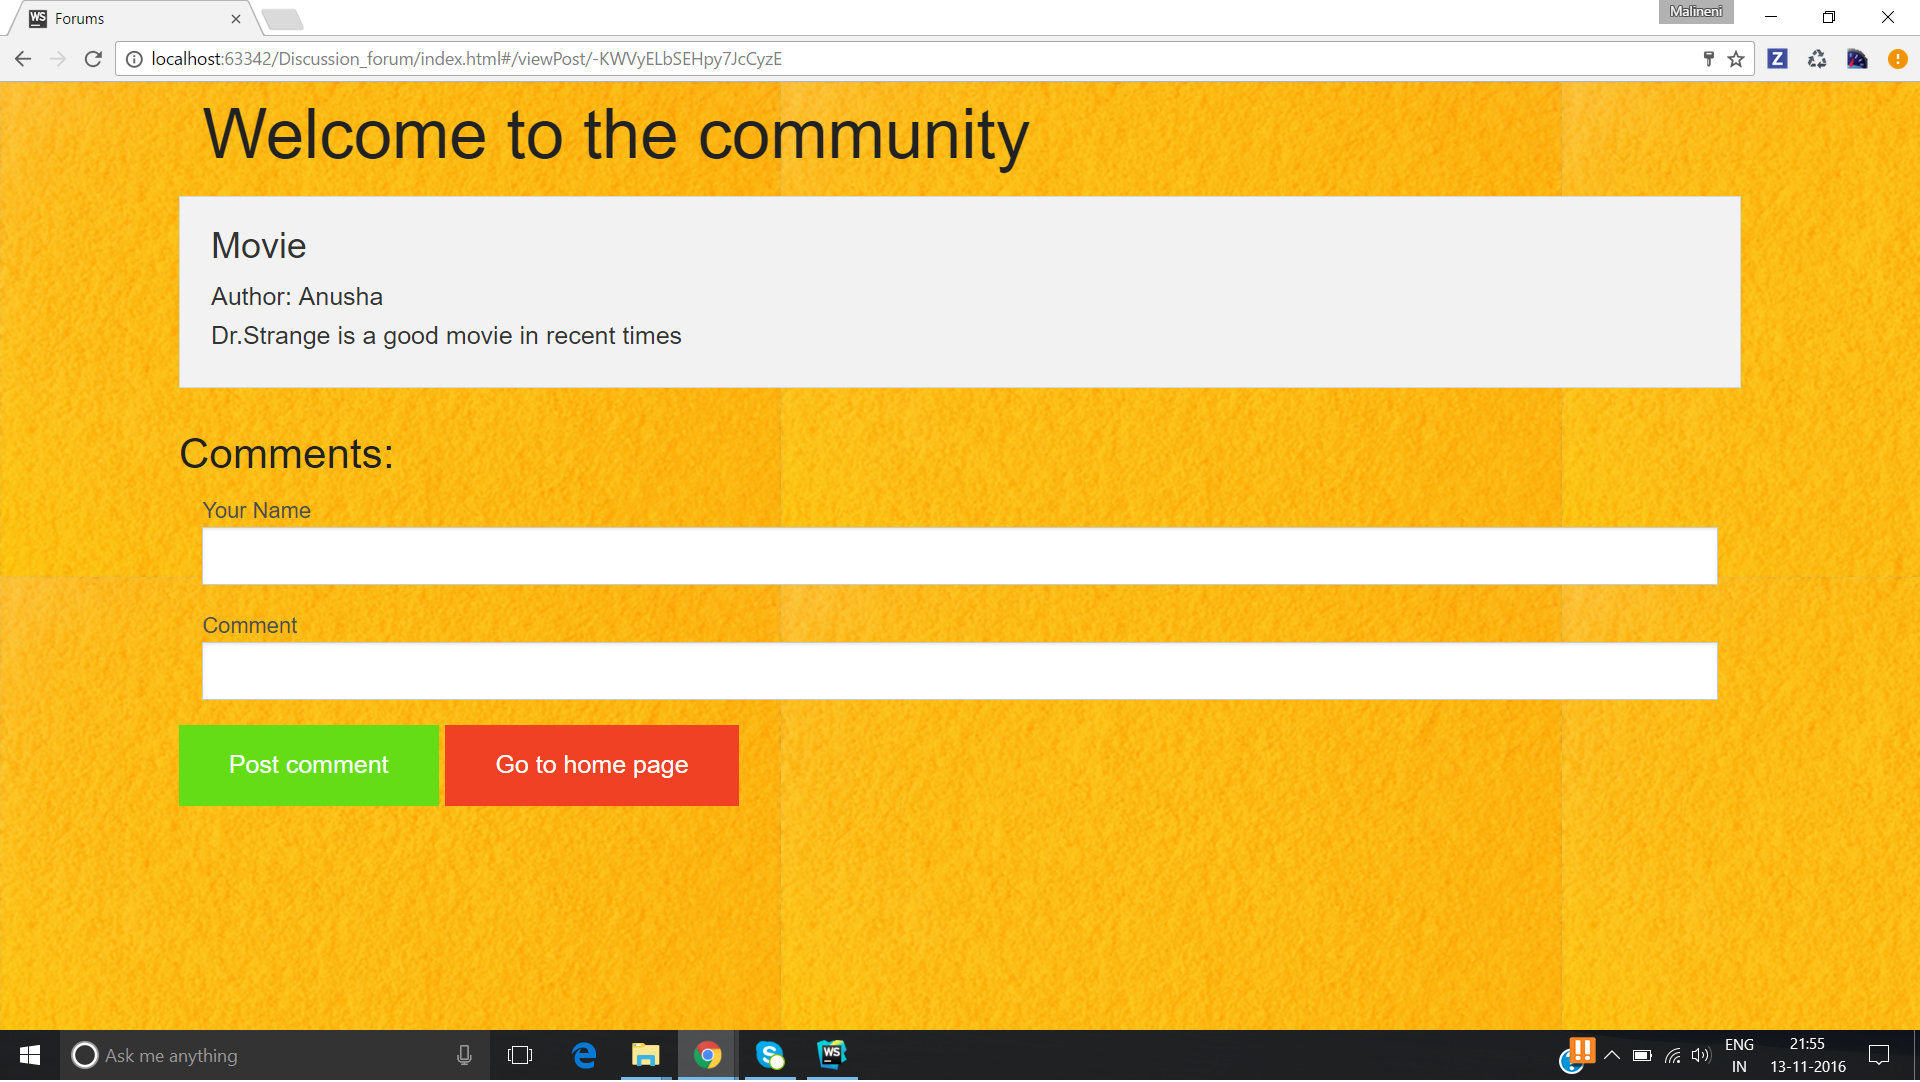 WS Forums
Malineni
localhost:63342/Discussion_forum/index.html#/viewPost/-KWVyELbSEHpy7JcCyzE
Z
Welcome to the community
Movie
Author: Anusha
Dr.Strange is a good movie in recent times
Comments:
Your Name
Comment
Post comment
Go to home page
Ask me anything
WS
ENG
IN
21:55
13-11-2016